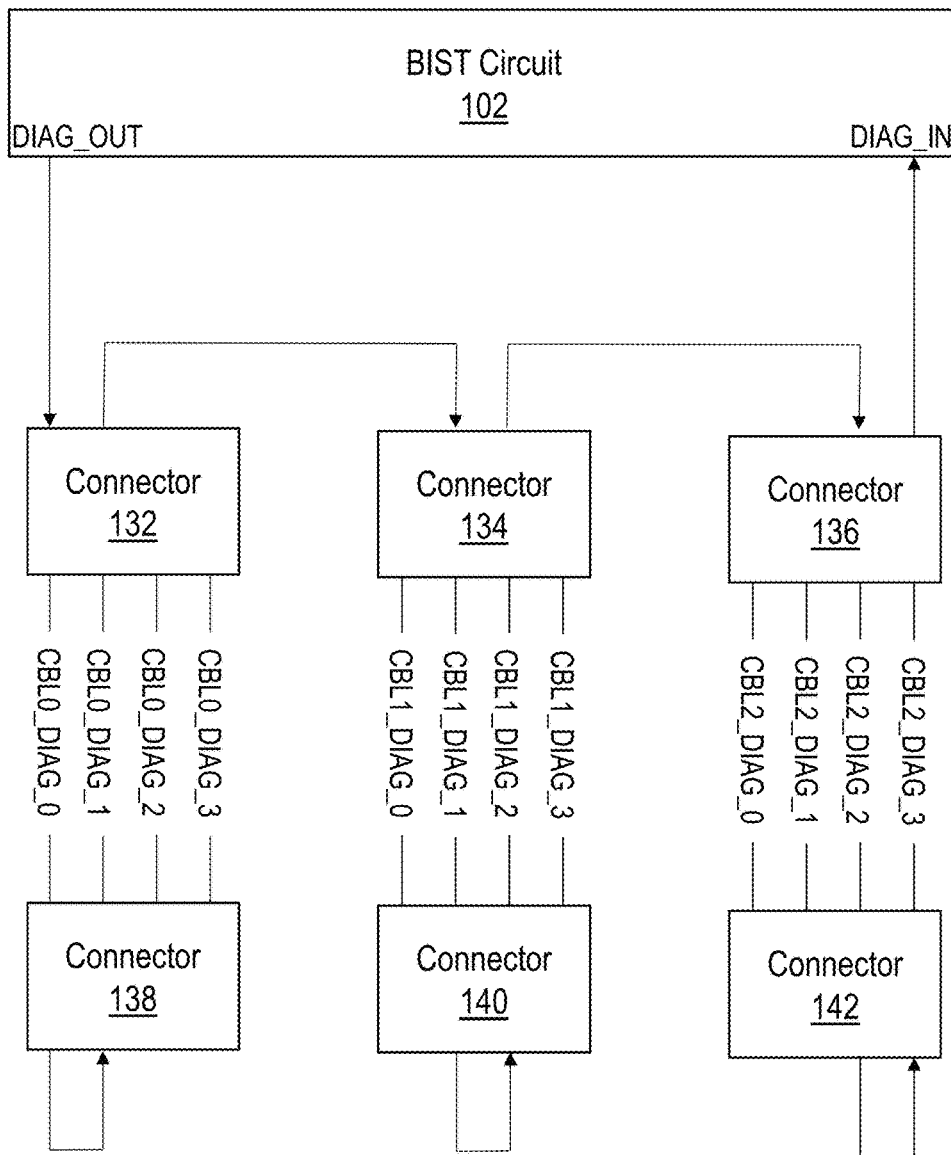 BIST Circuit
102
DIAG_OUT
DIAG_IN
Connector
132
Connector
134
Connector
136
CBL0_DIAG_0
CBL0_DIAG_1
CBL0_DIAG_2
CBL0_DIAG_3
CBL1_DIAG_0
CBL1_DIAG_1
CBL1_DIAG_2
CBL1_DIAG_3
CBL2_DIAG_0
CBL2_DIAG_1
CBL2_DIAG_2
CBL2_DIAG_3
Connector
138
Connector
140
Connector
142